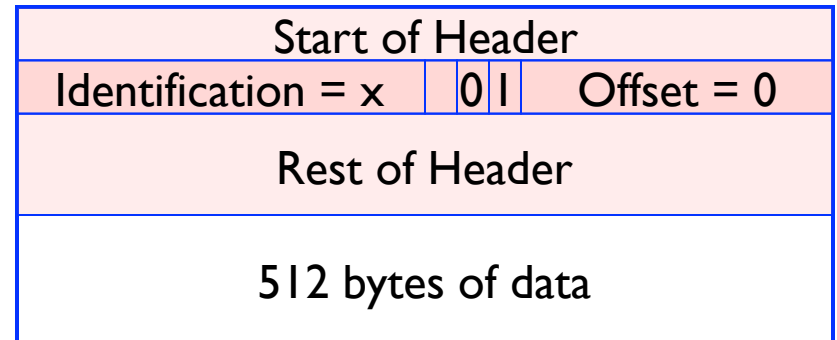 Start of Header
Identification = x 0 1 Offset = 0
Rest of Header
512 bytes of data